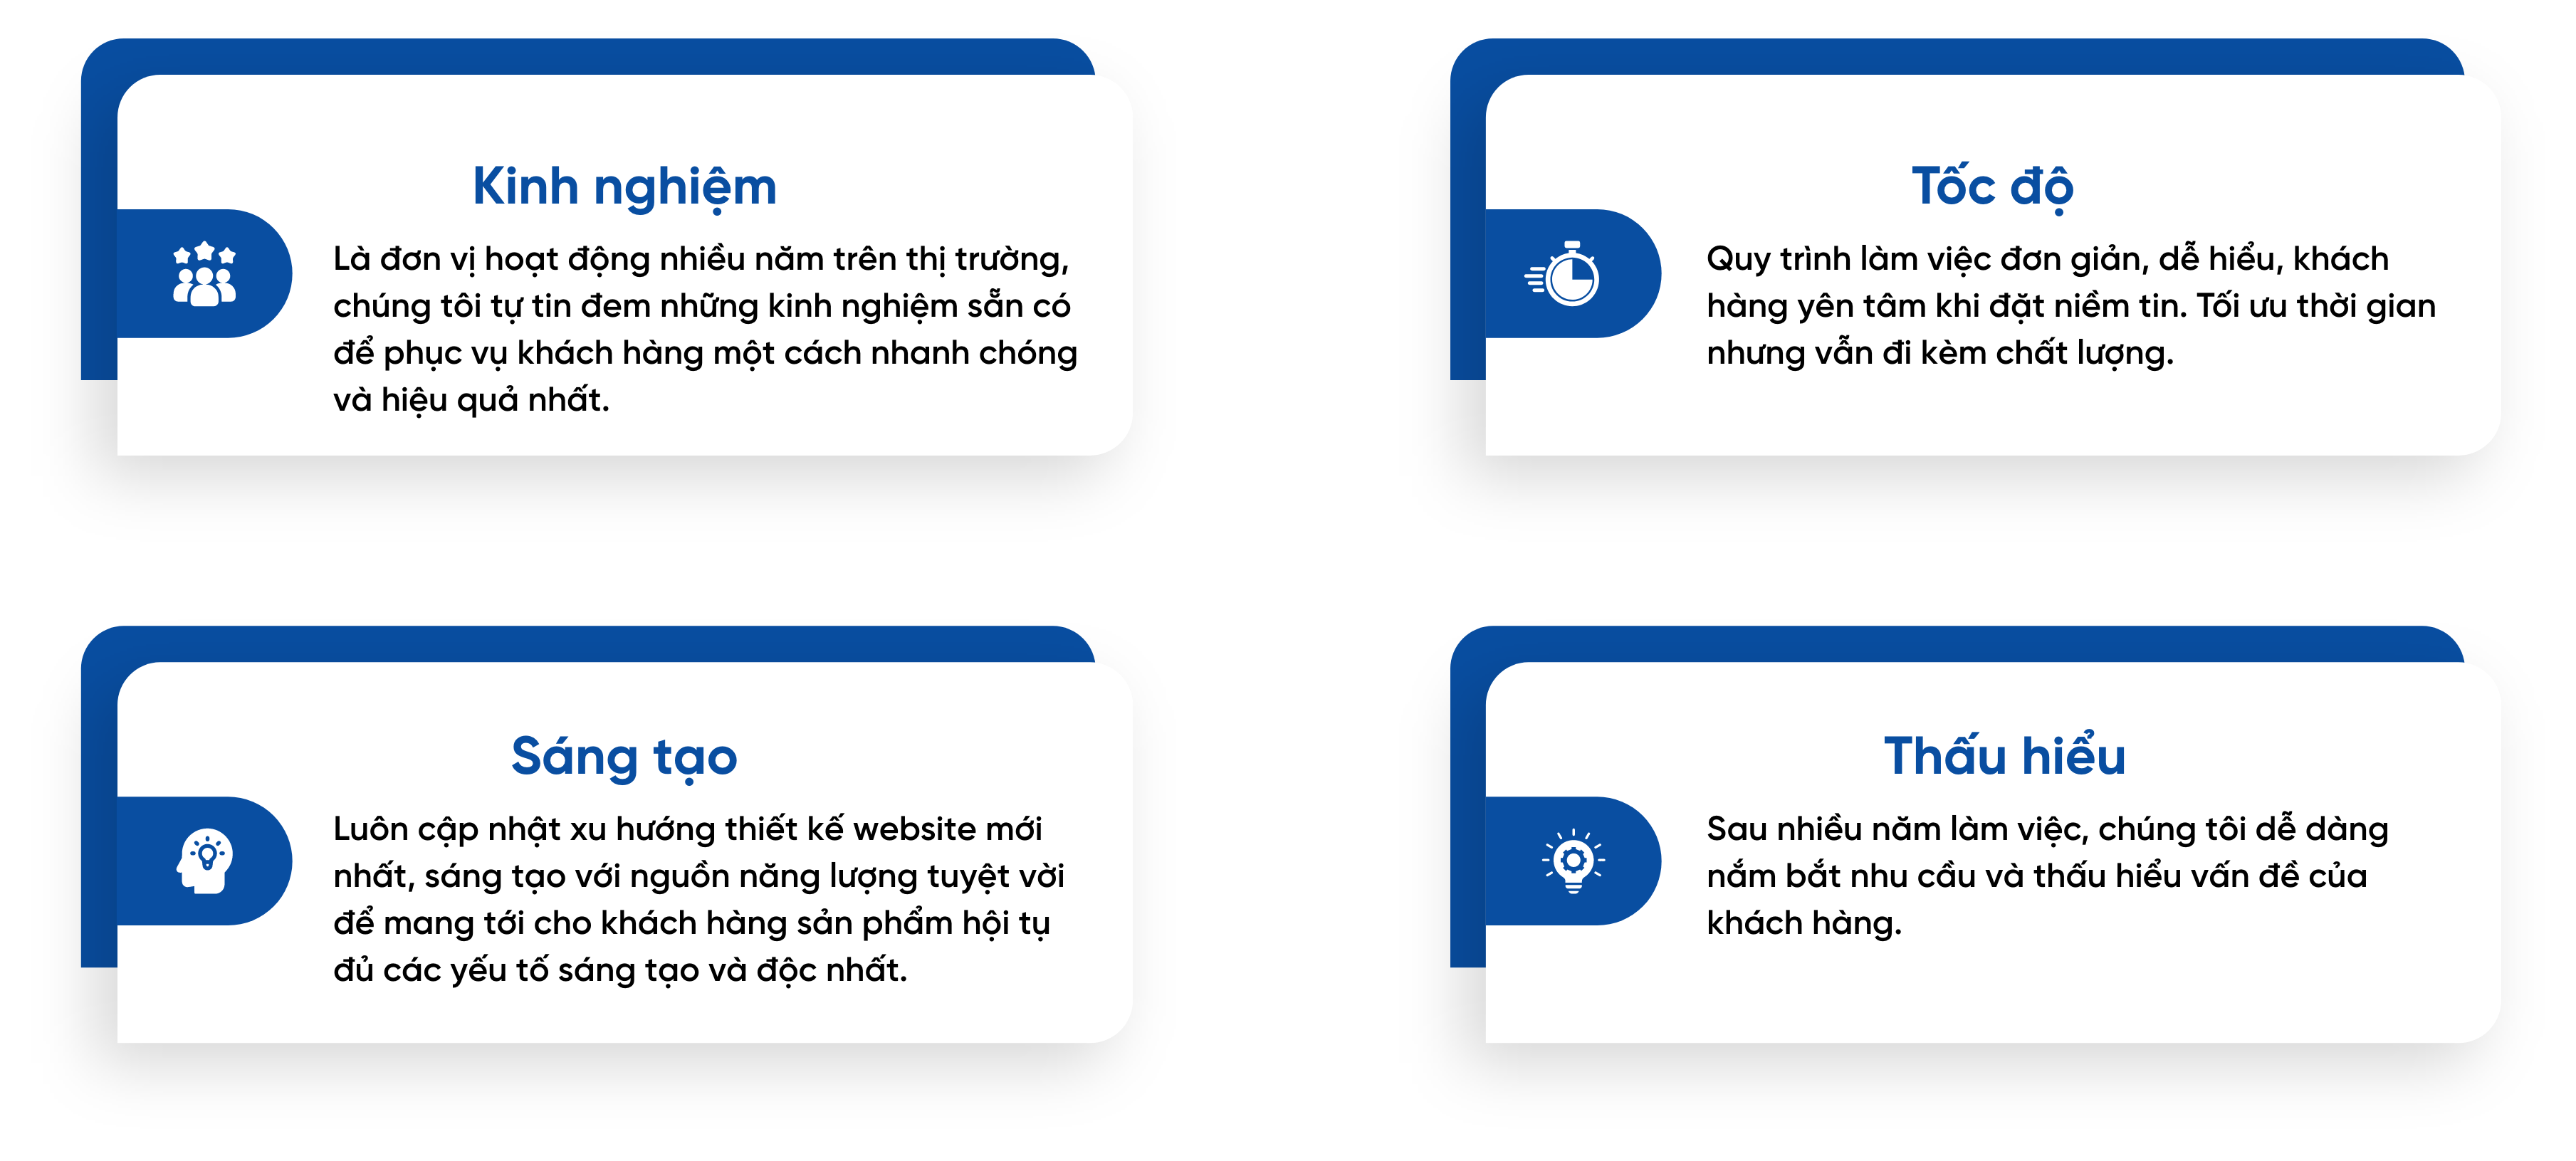 Kinh nghiệm
Là đơn vị hoạt động nhiều năm trên thị trường,
chúng tôi tự tin đem những kinh nghiệm sẵn có
để phục vụ khách hàng một cách nhanh chóng
và hiệu quả nhất.
Tốc độ
Quy trình làm việc đơn giản, dễ hiểu, khách
hàng yên tâm khi đặt niềm tin. Tối ưu thời gian
nhưng vẫn đi kèm chất lượng.
Sáng tạo
Luôn cập nhật xu hướng thiết kế website mới
nhất, sáng tạo với nguồn năng lượng tuyệt vời
để mang tới cho khách hàng sản phẩm hội tụ
đủ các yếu tố sáng tạo và độc nhất.
Thấu hiểu
Sau nhiều năm làm việc, chúng tôi dễ dàng
nắm bắt nhu cầu và thấu hiểu vấn đề của
khách hàng.